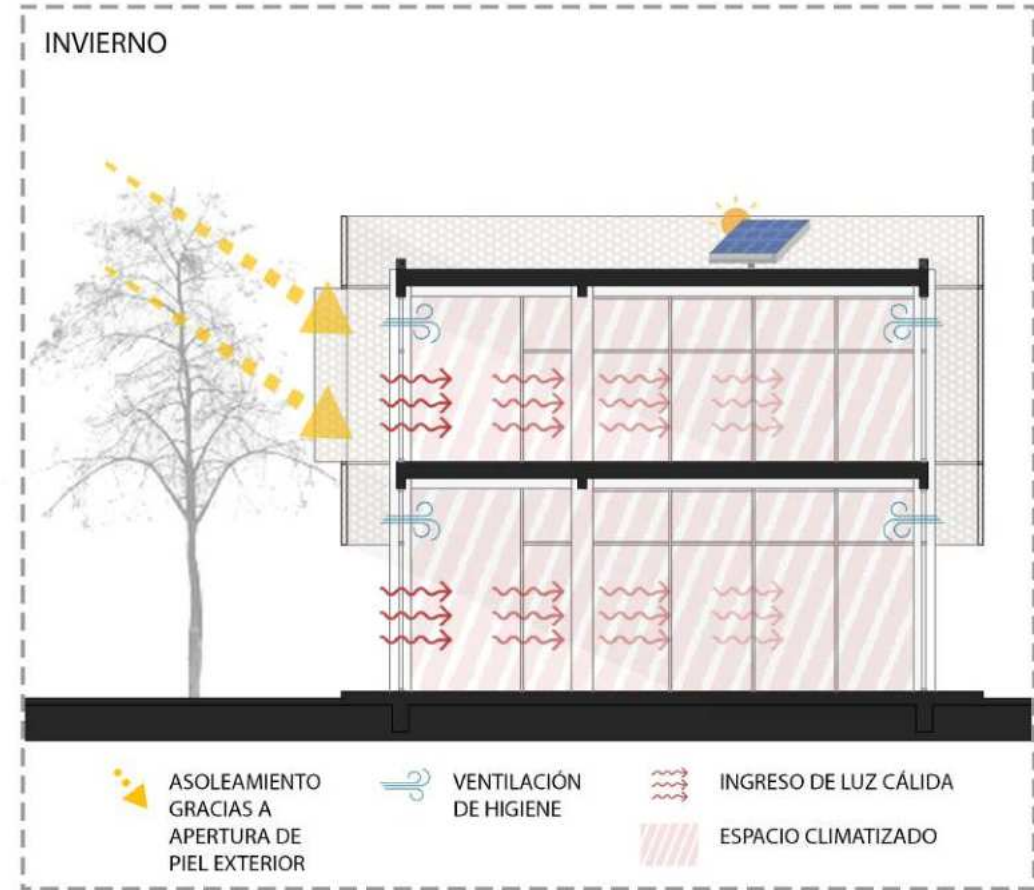 INVIERNO
ASOLEAMIENTO
GRACIAS A
APERTURA DE
PIEL EXTERIOR
VENTILACIÓN
DE HIGIENE
INGRESO DE LUZ CÁLIDA
ESPACIO CLIMATIZADO